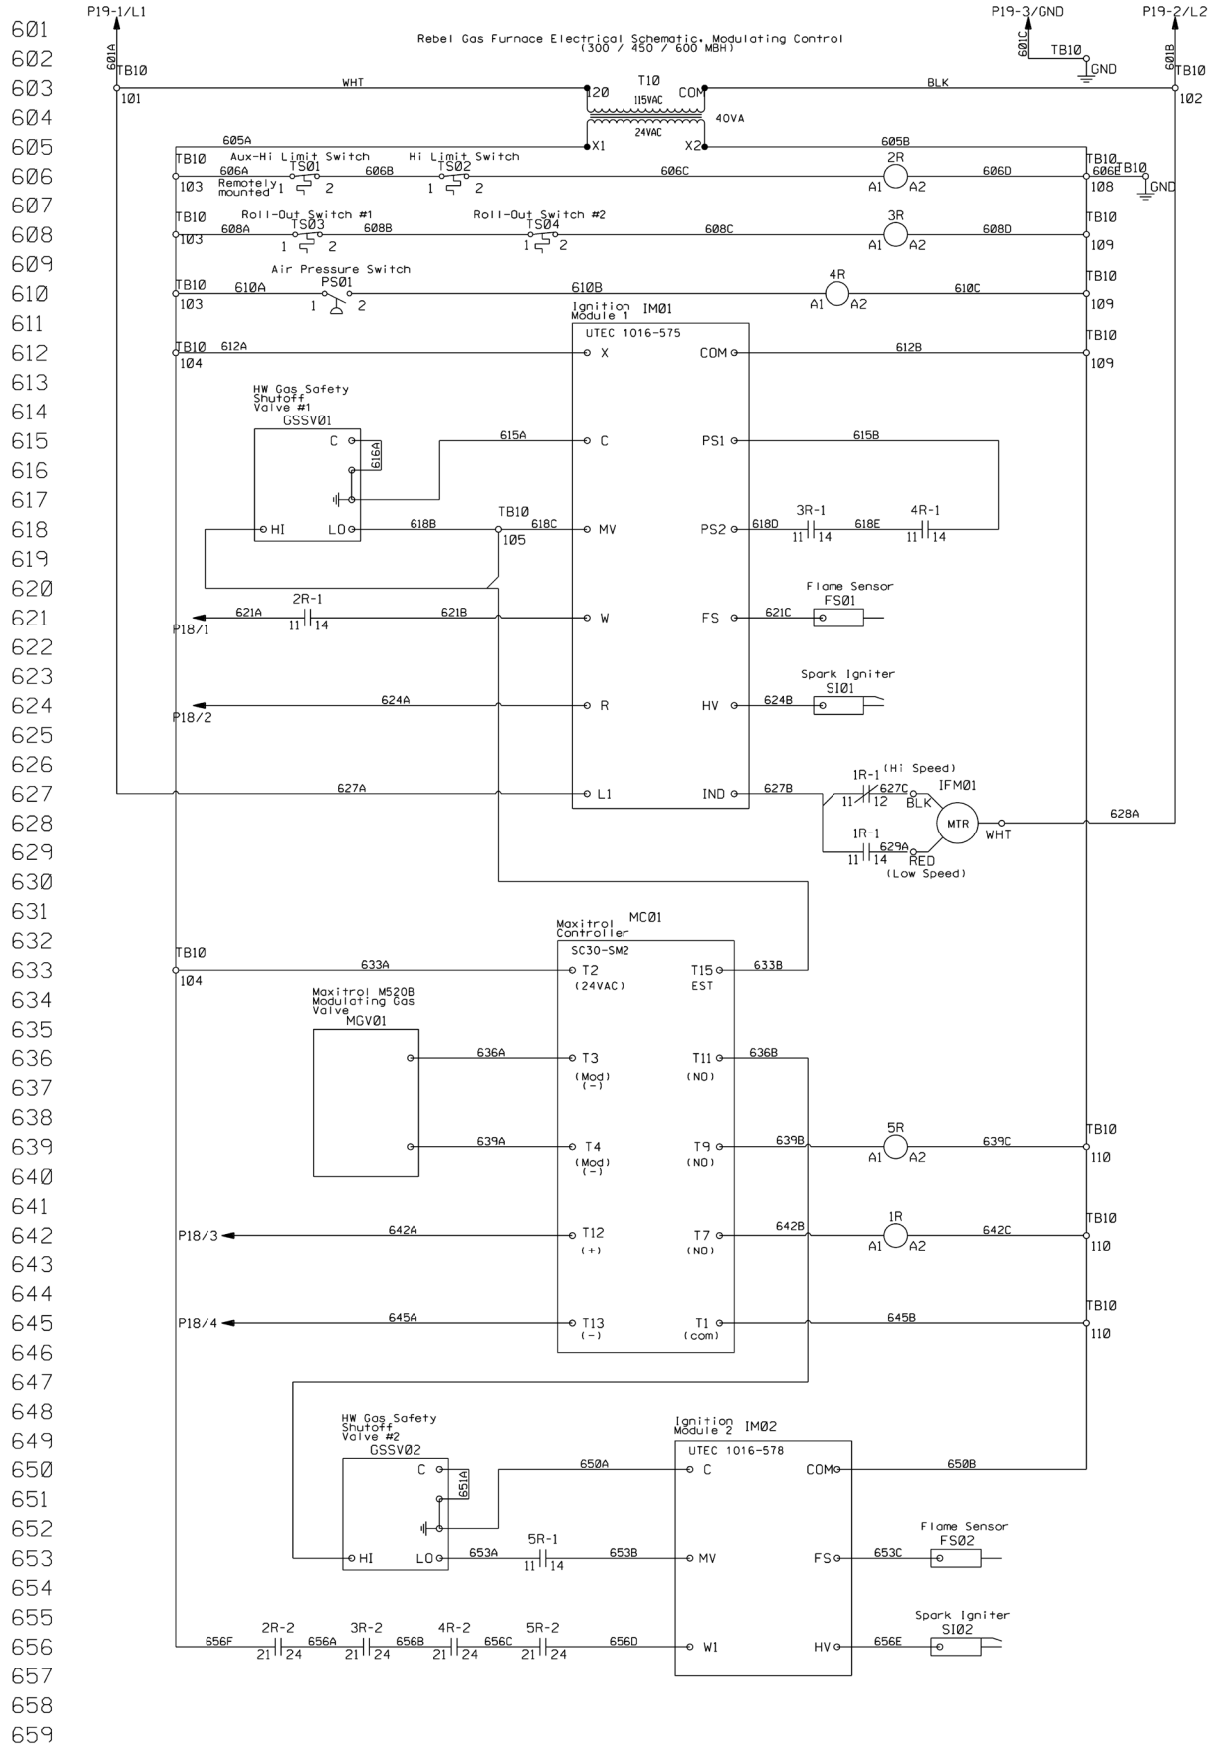 P19-1/L1 P19-3/GND P19-2/L2
601
Rebel Gas Furnace Electrical Schematic. Modulating Control
(300 / 450 / 600 MBH)
601A 601C 601B
602 TB10 GND
TB10 TB10
603 101 WHT 120 T10 COM BLK 102
115VAC
604 40VA
24VAC
605 605A X1 X2 605B
TB10 Aux-Hi Limit Switch Hi Limit Switch 2R TB10 TB10
606 606A TS01 606B TS02 606C 606D 606E
103 Remotely mounted 1 2 1 2 A1 A2 108 GND
607
TB10 Roll-Out Switch #1 Roll-Out Switch #2 3R TB10
608 608A TS03 608B TS04 608C 608D
103 1 2 1 2 A1 A2 109
609
TB10 Air Pressure Switch 4R TB10
610 610A PS01 610B 610C
103 1 2 A1 A2 109
Ignition
Module 1 IM01
611
UTEC 1016-575
TB10 TB10
612 612A X COM 612B
104 109
613
HW Gas Safety
Shutoff
Valve #1
614
GSSV01
615 C 615A C PS1 615B
616 616A
617
TB10 3R-1 4R-1
618 HI LO 618B 618C MV PS2 618D 618E
105 11 14 11 14
619
620 Flame Sensor
2R-1 FS01
621 621A 621B W FS 621C
P18/1 11 14
622
623 Spark Igniter
SI01
624 624A R HV 624B
P18/2
625
626 (Hi Speed)
1R-1 IFM01
627 627A L1 IND 627B 627C
11 12 BLK
628 MTR WHT 628A
1R-1
629 629A
11 14 RED
(Low Speed)
630
631
Maxitrol
Controller MC01
632 SC30-SM2
TB10
633 633A T2 T15 633B
104 (24VAC) EST
634
Maxitrol M520B
Modulating Gas
Valve
635 MGV01
636 636A T3 T11 636B
(Mod) (NO)
(-)
637
638
5R TB10
639 639A T4 T9 639B 639C
(Mod) (NO) A1 A2 110
(-)
640
641
1R TB10
642 P18/3 642A T12 T7 642B 642C
(+) (NO) A1 A2 110
643
644
TB10
645 P18/4 645A T13 T1 645B
(-) (com) 110
646
647
648
HW Gas Safety
Shutoff
Valve #2
Ignition
Module 2 IM02
649
GSSV02 UTEC 1016-578
650 C 650A C COM 650B
651 651A
652 Flame Sensor
5R-1 FS02
653 HI LO 653A 653B MV FS 653C
11 14
654
655 Spark Igniter
2R-2 3R-2 4R-2 5R-2 SI02
656 656F 656A 656B 656C 656D W1 HV 656E
21 24 21 24 21 24 21 24
657
658
659